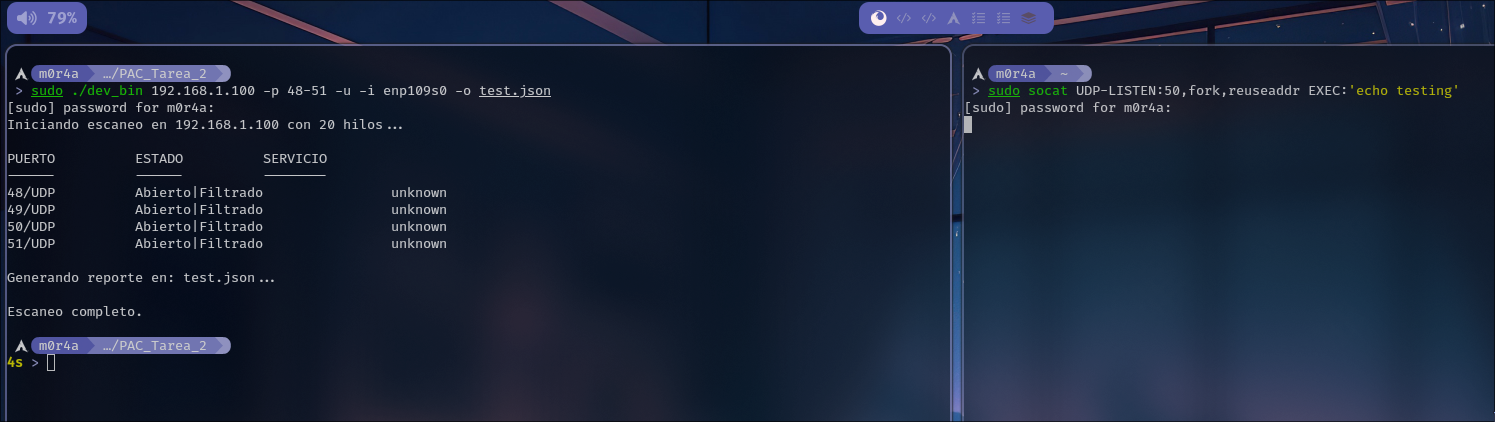 79%
m0r4a …/PAC_Tarea_2
> sudo ./dev_bin 192.168.1.100 -p 48-51 -u -i enp109s0 -o test.json
[sudo] password for m0r4a:
Iniciando escaneo en 192.168.1.100 con 20 hilos...
PUERTO ESTADO SERVICIO
------ ------ --------
48/UDP Abierto|Filtrado unknown
49/UDP Abierto|Filtrado unknown
50/UDP Abierto|Filtrado unknown
51/UDP Abierto|Filtrado unknown
Generando reporte en: test.json...
Escaneo completo.
m0r4a …/PAC_Tarea_2
4s >
m0r4a ~
> sudo socat UDP-LISTEN:50,fork,reuseaddr EXEC:'echo testing'
[sudo] password for m0r4a: